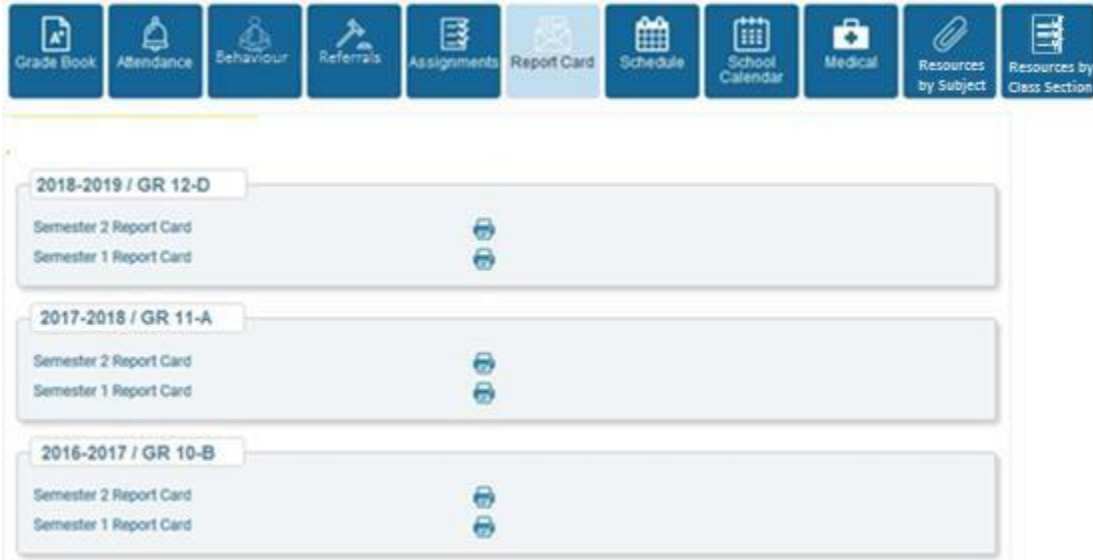 Grade Book
Attendance
Behaviour
Referrals
Assignments
Report Card
Schedule
School
Calendar
Medical
Resources
by Subject
Resources by
Class Section
2018-2019 / GR 12-D
Semester 2 Report Card
Semester 1 Report Card
2017-2018 / GR 11-A
Semester 2 Report Card
Semester 1 Report Card
2016-2017 / GR 10-B
Semester 2 Report Card
Semester 1 Report Card